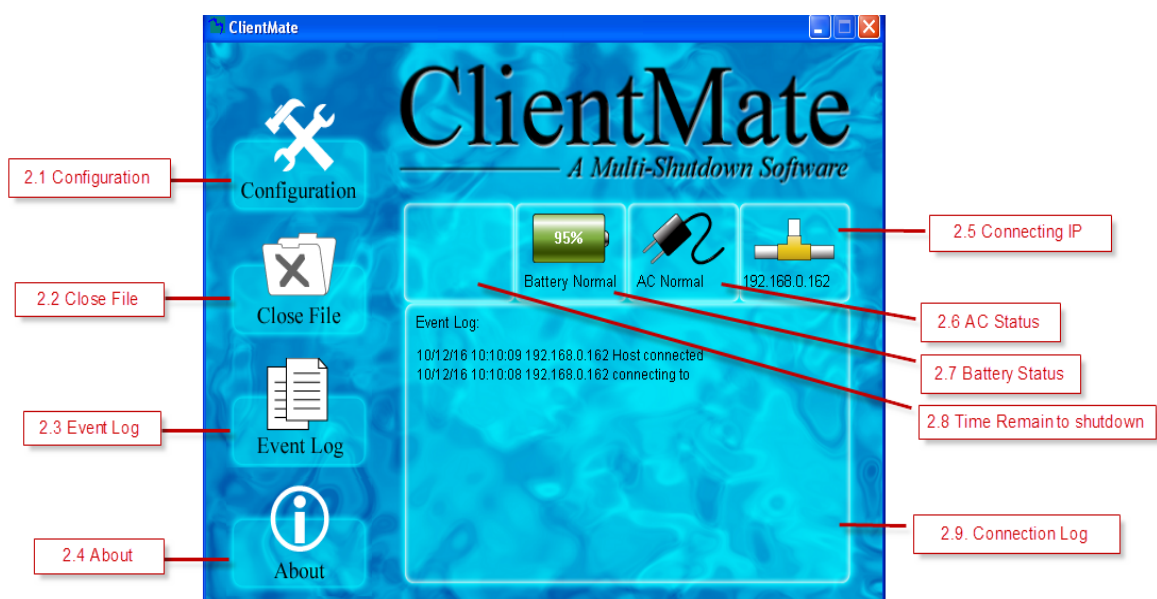 ClientMate
ClientMate
A Multi-Shutdown Software
2.1 Configuration
Configuration
2.2 Close File
Close File
2.3 Event Log
Event Log
2.4 About
About
95%
Battery Normal
AC Normal
192.168.0.162
Event Log:
10/12/16 10:10:09 192.168.0.162 Host connected
10/12/16 10:10:08 192.168.0.162 connecting to
2.5 Connecting IP
2.6 AC Status
2.7 Battery Status
2.8 Time Remain to shutdown
2.9. Connection Log